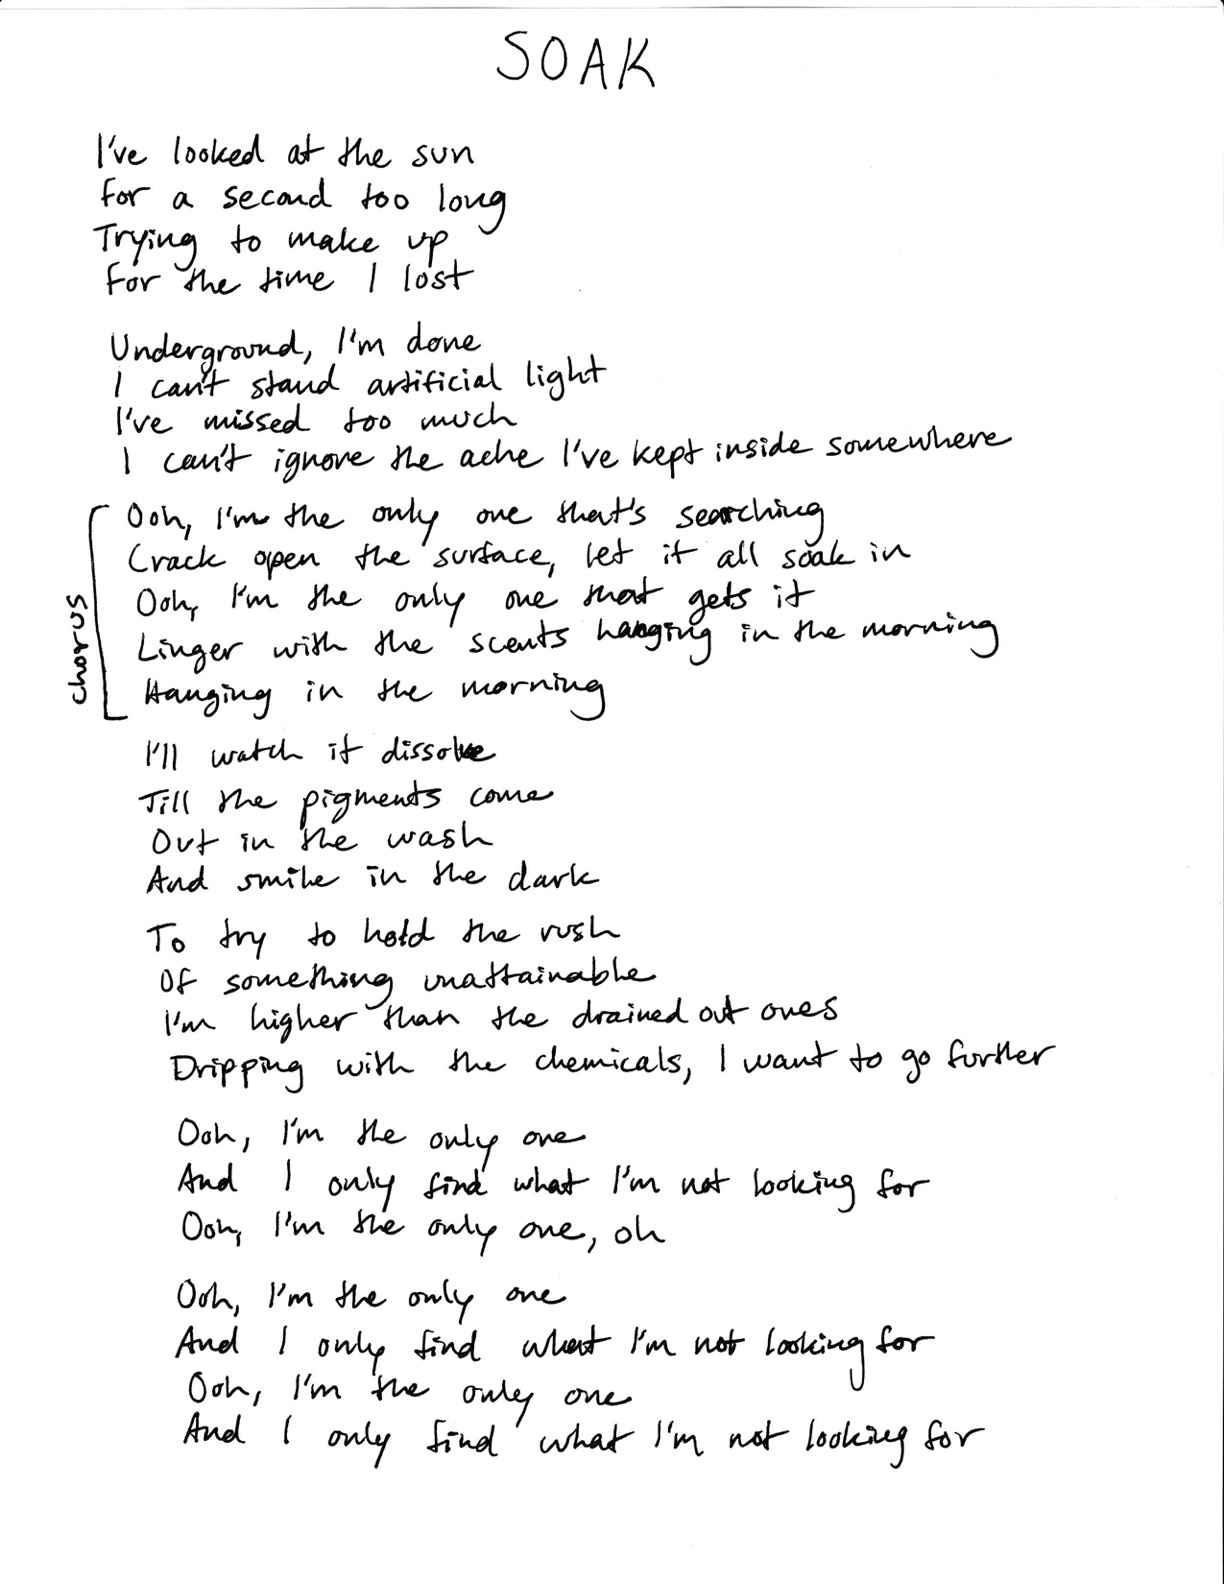 SOAK
I've looked at the sun
For a second too long
Trying to make up
For the time I lost
Underground, I'm done
I can't stand artificial light
I've missed too much
I can't ignore the ache I've kept inside somewhere
chorus
Ooh, I'm the only one that's searching
Crack open the surface, let it all soak in
Ooh, I'm the only one that gets it
Linger with the scents hanging in the morning
Hanging in the morning
I'll watch it dissolve
Till the pigments come
Out in the wash
And smile in the dark
To try to hold the rush
Of something unattainable
I'm higher than the drained out ones
Dripping with the chemicals, I want to go further
Ooh, I'm the only one
And I only find what I'm not looking for
Ooh, I'm the only one, oh
Ooh, I'm the only one
And I only find what I'm not looking for
Ooh, I'm the only one
And I only find what I'm not looking for